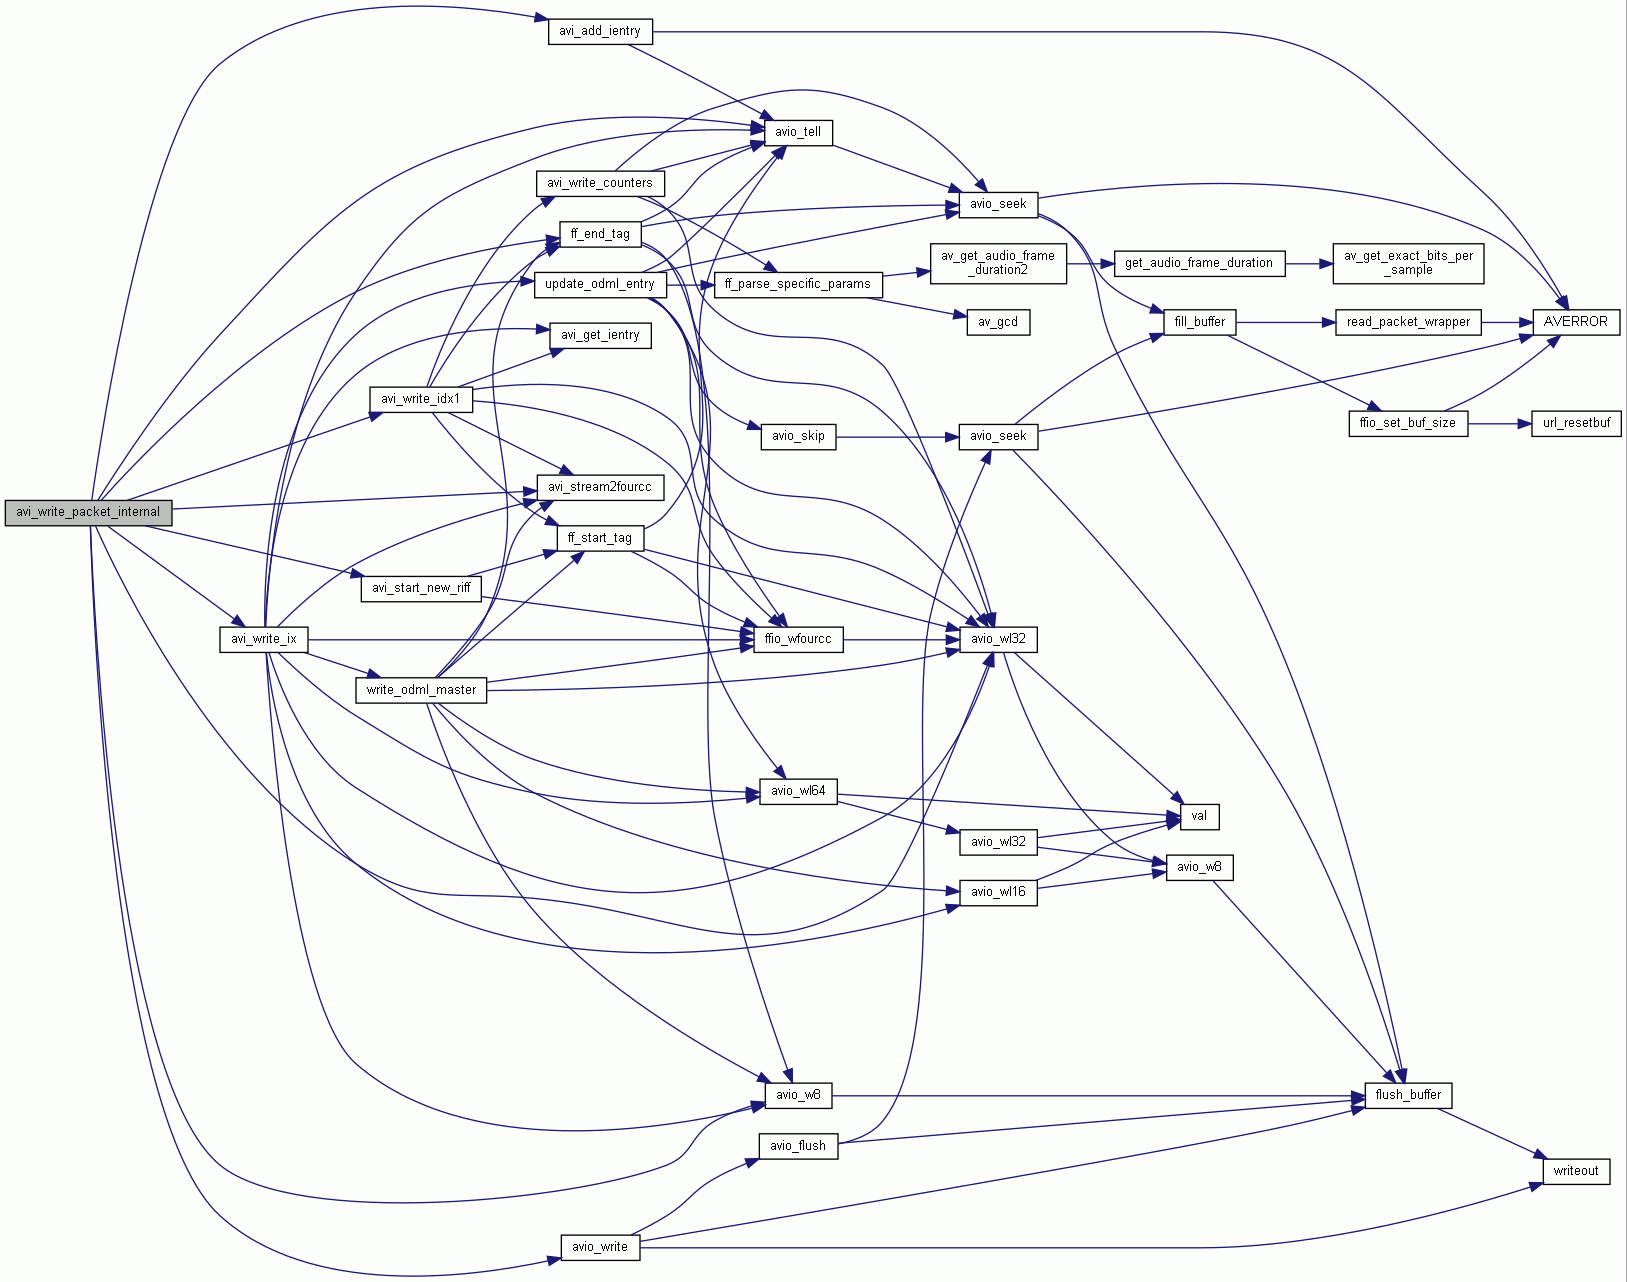 avi_add_ientry
avio_tell
avi_write_counters
avio_seek
ff_end_tag
av_get_audio_frame
_duration2
get_audio_frame_duration
av_get_exact_bits_per
_sample
update_odml_entry
ff_parse_specific_params
av_gcd
fill_buffer
read_packet_wrapper
AVERROR
avi_get_ientry
avi_write_idx1
avio_skip
avio_seek
ffio_set_buf_size
url_resetbuf
avi_stream2fourcc
avi_write_packet_internal
ff_start_tag
avi_start_new_riff
avi_write_ix
ffio_wfourcc
avio_wl32
write_odml_master
avio_wl64
val
avio_wl32
avio_w8
avio_wl16
avio_w8
flush_buffer
avio_flush
writeout
avio_write